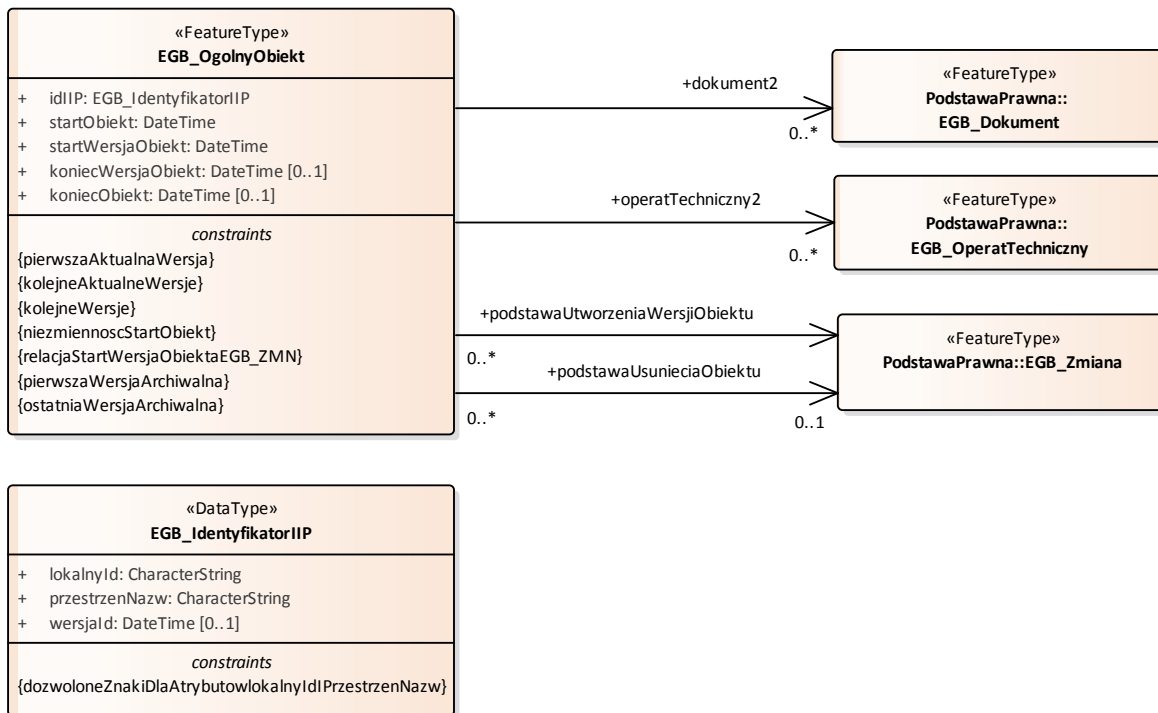 «FeatureType»
EGB_OgolnyObiekt
+ idIIP: EGB_IdentyfikatorIIP
+ startObiekt: DateTime
+ startWersjaObiekt: DateTime
+ koniecWersjaObiekt: DateTime [0..1]
+ koniecObiekt: DateTime [0..1]
constraints
{pierwszaAktualnaWersja}
{kolejneAktualneWersje}
{kolejneWersje}
{niezmiennoscStartObiekt}
{relacjaStartWersjaObiektaEGB_ZMN}
{pierwszaWersjaArchiwalna}
{ostatniaWersjaArchiwalna}
+dokument2
0..*
«FeatureType»
PodstawaPrawna::
EGB_Dokument
+operatTechniczny2
0..*
«FeatureType»
PodstawaPrawna::
EGB_OperatTechniczny
+podstawaUtworzeniaWersjiObiektu
0..*
+podstawaUsunieciaObiektu
0..*
0..1
«FeatureType»
PodstawaPrawna::EGB_Zmiana
«DataType»
EGB_IdentyfikatorIIP
+ lokalnyId: CharacterString
+ przestrzenNazw: CharacterString
+ wersjaId: DateTime [0..1]
constraints
{dozwoloneZnakiDlaAtrybutowlokalnyIdIPrzestrzenNazw}